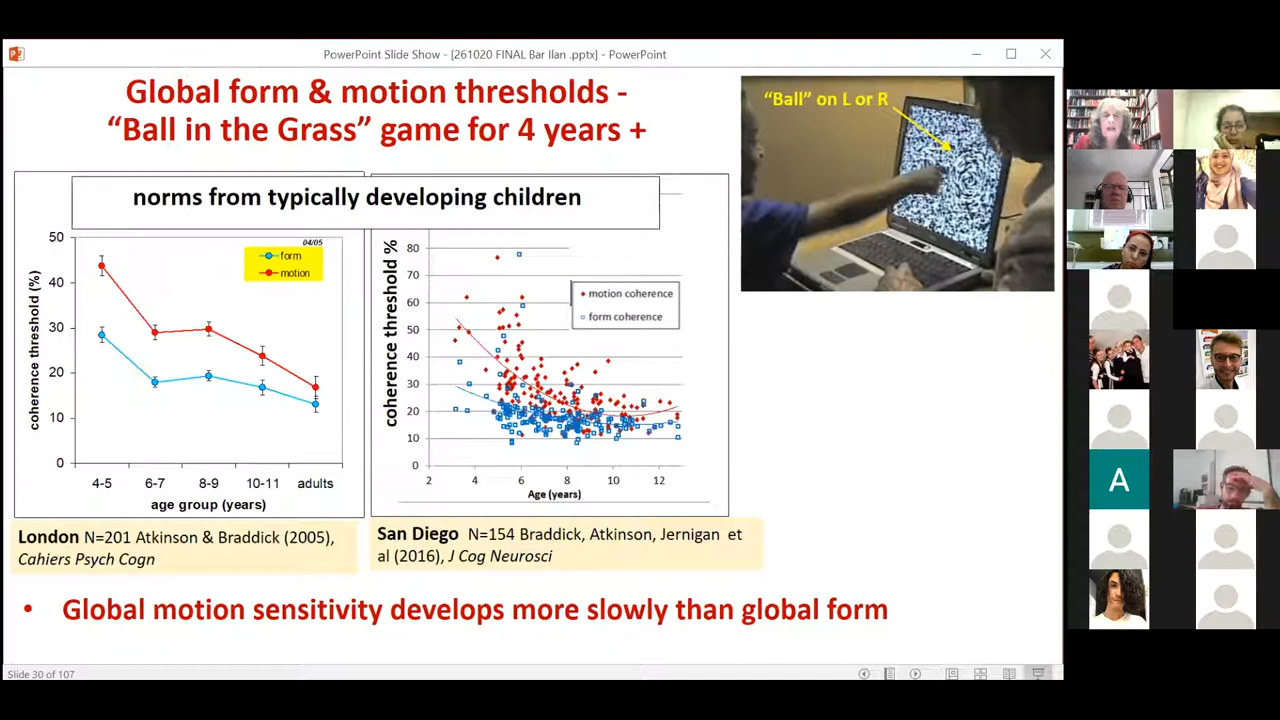 PowerPoint Slide Show - [261020 FINAL Bar Ilan .pptx] - PowerPoint
Global form & motion thresholds -
“Ball in the Grass” game for 4 years +
“Ball” on L or R
norms from typically developing children
04/05
form
motion
50
40
30
20
10
0
coherence threshold (%)
4-5
6-7
8-9
10-11
adults
age group (years)
coherence threshold %
80
70
60
50
40
30
20
10
0
motion coherence
form coherence
2
4
6
8
10
12
Age (years)
London N=201 Atkinson & Braddick (2005),
Cahiers Psych Cogn
San Diego N=154 Braddick, Atkinson, Jernigan et
al (2016), J Cog Neurosci
• Global motion sensitivity develops more slowly than global form
Slide 30 of 107
A